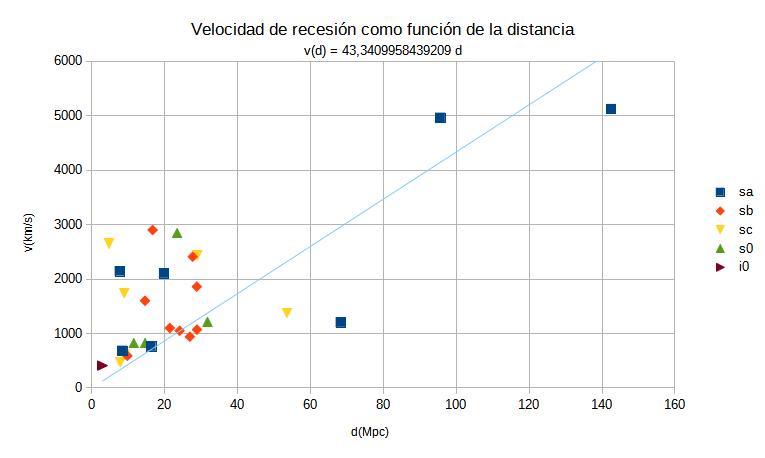 Velocidad de recesión como función de la distancia
v(d) = 43,3409958439209 d
6000
5000
4000
3000
2000
1000
0
v(km/s)
0 20 40 60 80 100 120 140 160
d(Mpc)
sa
sb
sc
s0
i0